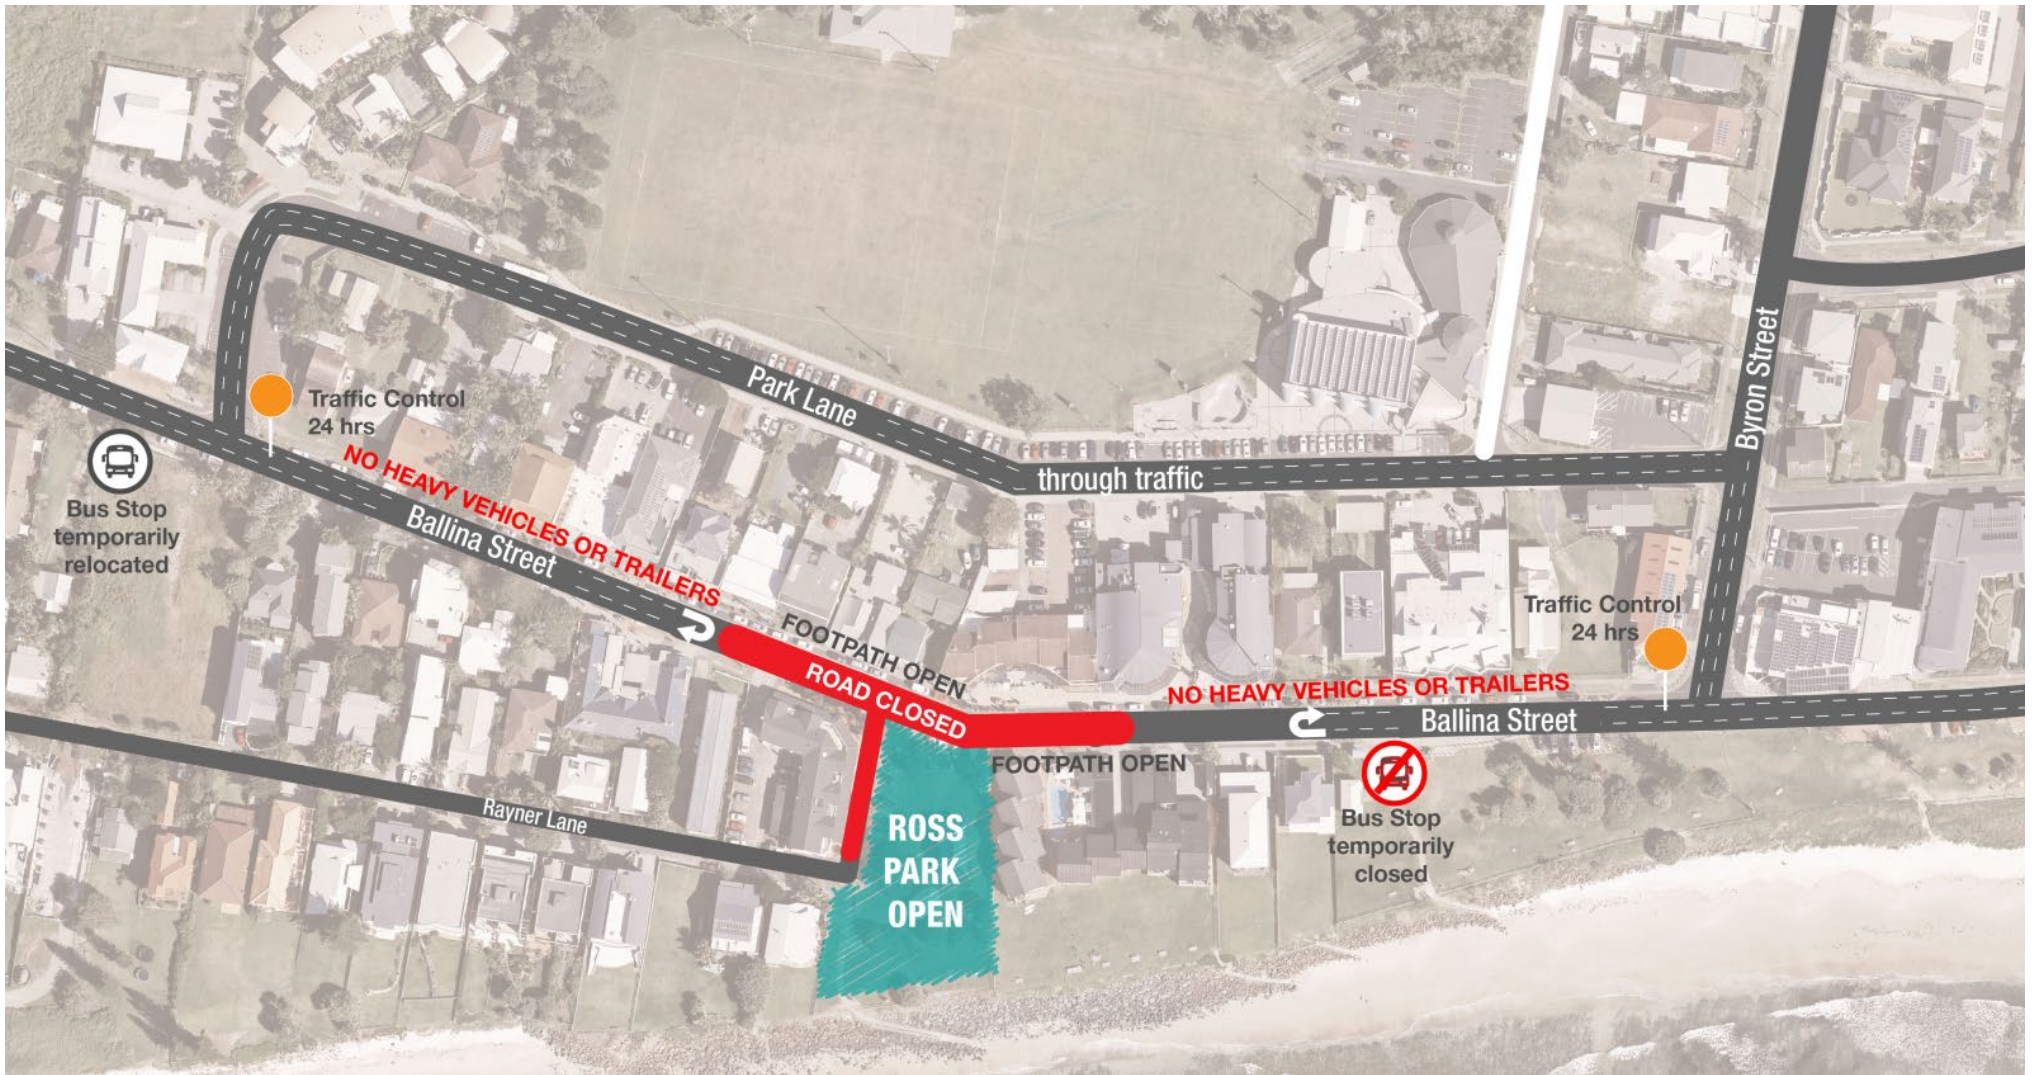 Park Lane
through traffic
Byron Street
Traffic Control
24 hrs
NO HEAVY VEHICLES OR TRAILERS
Ballina Street
Bus Stop
temporarily
relocated
FOOTPATH OPEN
ROAD CLOSED
Traffic Control
24 hrs
NO HEAVY VEHICLES OR TRAILERS
Ballina Street
FOOTPATH OPEN
Bus Stop
temporarily
closed
Rayner Lane
ROSS
PARK
OPEN